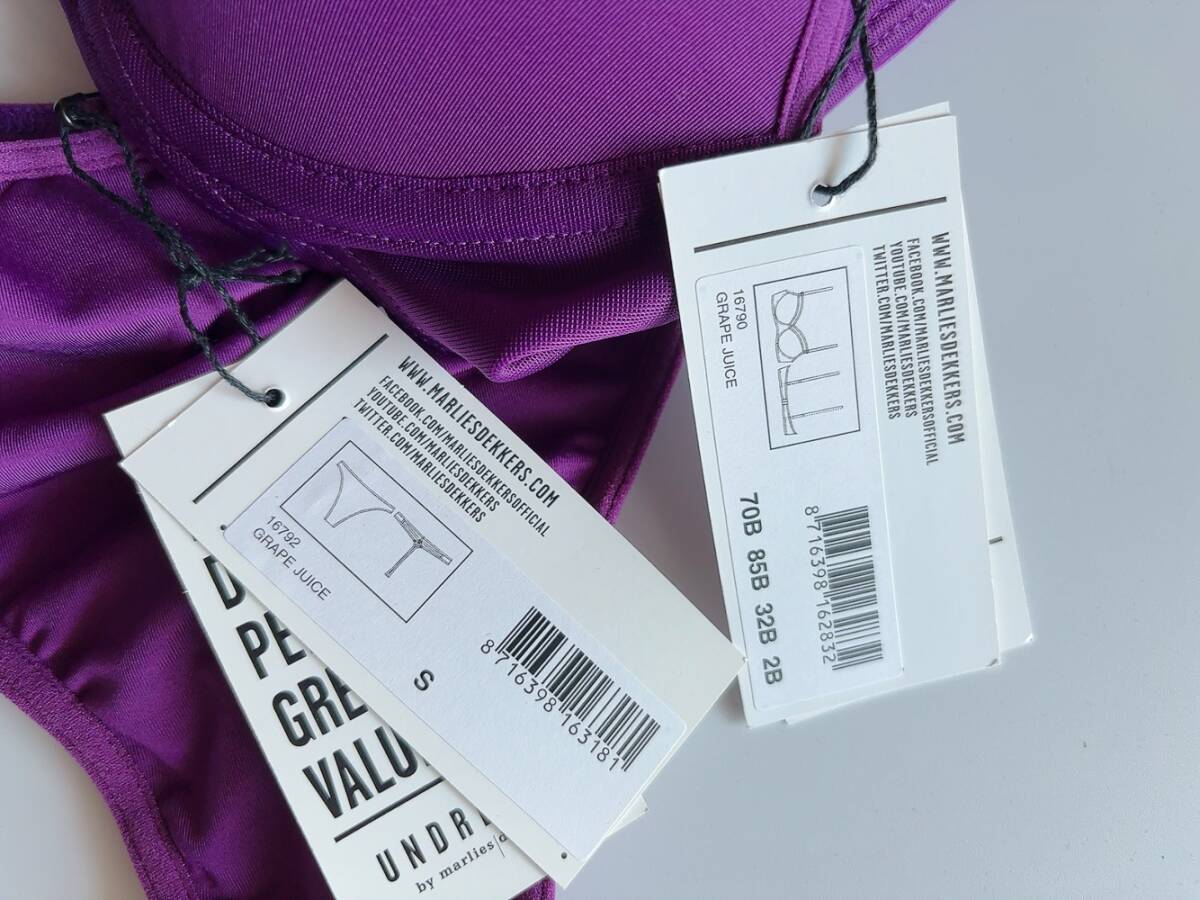 WWW.MARLIESDEKKERS.COM
FACEBOOK.COM/MARLIESDEKKERSOFFICIAL
YOUTUBE.COM/MARLIESDEKKERS
TWITTER.COM/MARLIESDEKKERS
16792
GRAPE JUICE
S
8 716398 163181
PE
GRE
VALU
UNDR
by marlies|d
WWW.MARLIESDEKKERS.COM
FACEBOOK.COM/MARLIESDEKKERSOFFICIAL
YOUTUBE.COM/MARLIESDEKKERS
TWITTER.COM/MARLIESDEKKERS
16790
GRAPE JUICE
70B 85B 32B 2B
8 716398 162832